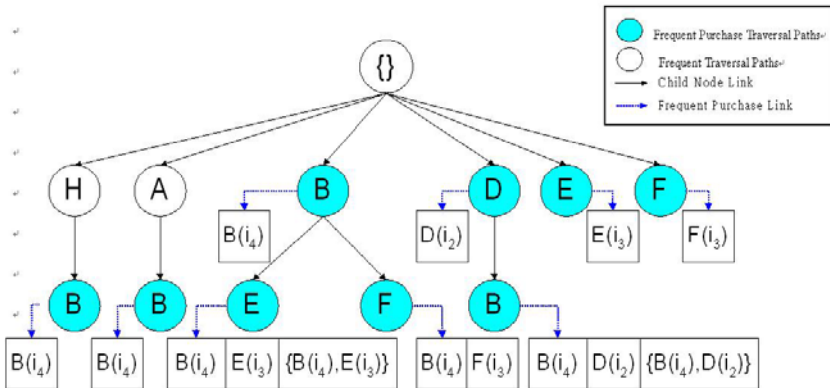 Frequent Purchase Traversal Paths
Frequent Traversal Paths
Child Node Link
Frequent Purchase Link
{}
H A B D E F
B(i₄) D(i₂) E(i₃) F(i₃)
B B E F B
B(i₄) B(i₄) B(i₄) E(i₃) {B(i₄),E(i₃)} B(i₄) F(i₃) B(i₄) D(i₂) {B(i₄),D(i₂)}